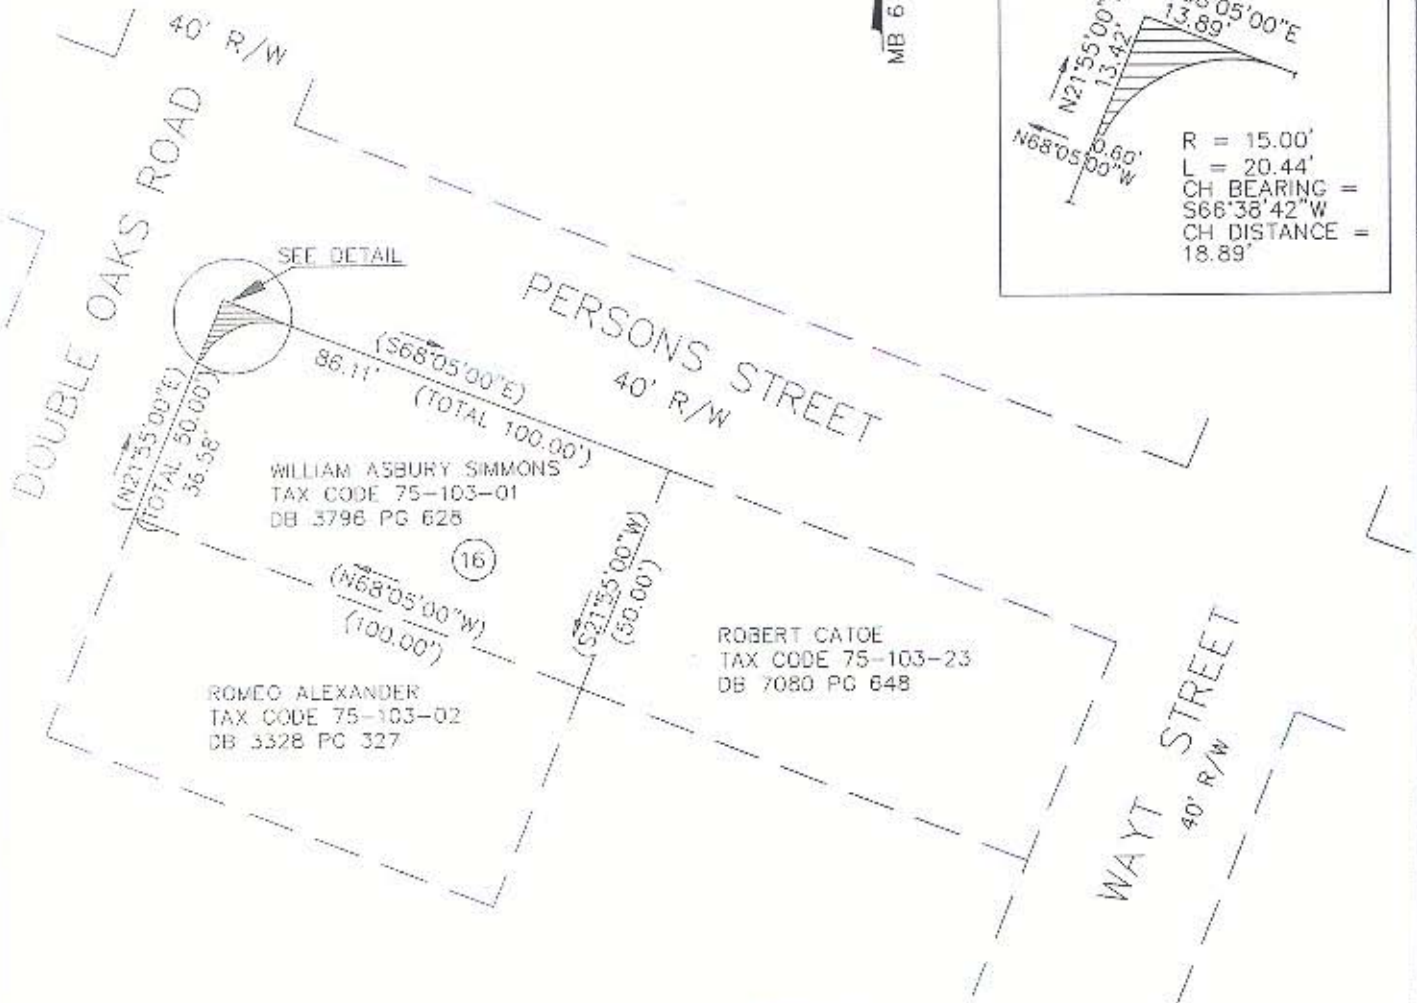 40' R/W
MB 6
DOUBLE OAKS ROAD
SEE DETAIL
N21°55'00"
13.42'
05'00"E
13.89'
N68°05'00"W
0.60'
R = 15.00'
L = 20.44'
CH BEARING =
S66°38'42"W
CH DISTANCE =
18.89'
PERSONS STREET
40' R/W
(S68°05'00"E)
86.11'
(TOTAL 100.00')
(N21°55'00"E)
(TOTAL 50.00')
36.58'
WILLIAM ASBURY SIMMONS
TAX CODE 75-103-01
DB 3796 PG 628
16
(N68°05'00"W)
(100.00')
(S21°55'00"W)
(50.00')
ROBERT CATOE
TAX CODE 75-103-23
DB 7080 PG 648
ROMEO ALEXANDER
TAX CODE 75-103-02
DB 3328 PG 327
WAYT STREET
40' R/W